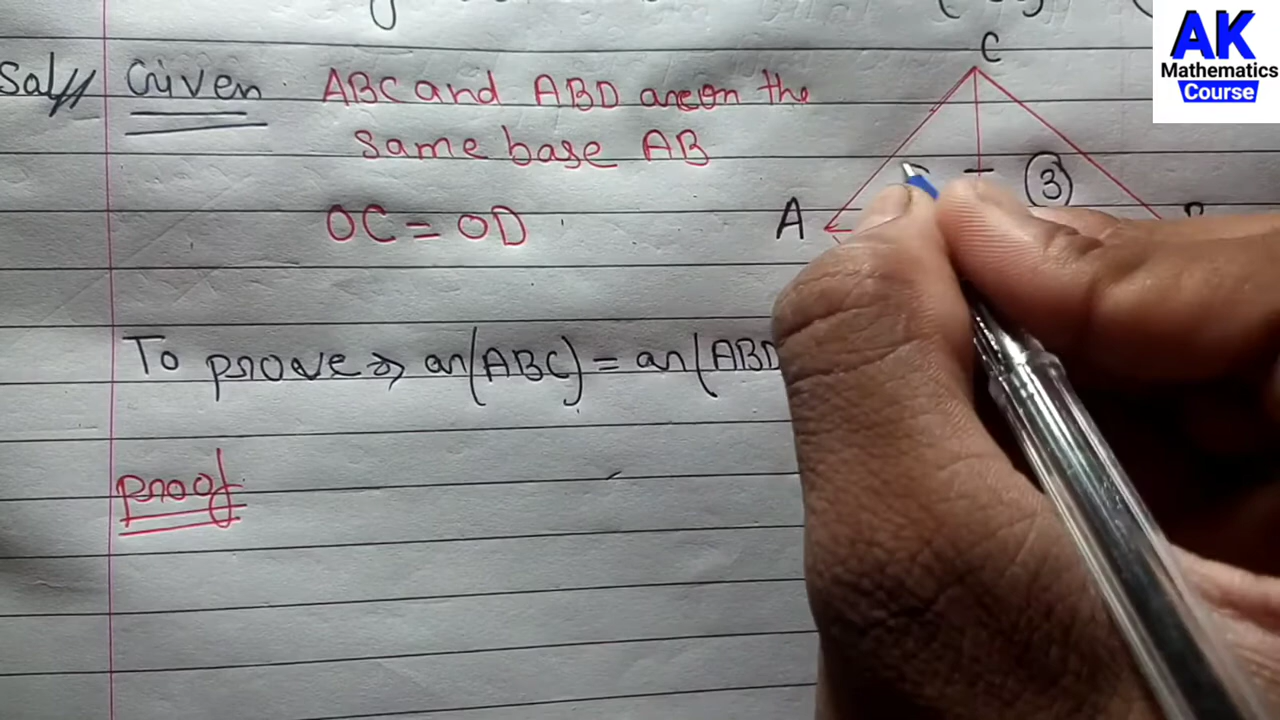 Sol// Given ABC and ABD are on the
same base AB
OC = OD
To prove => ar(ABC) = ar(ABD
proof
C
3
A
AK
Mathematics
Course